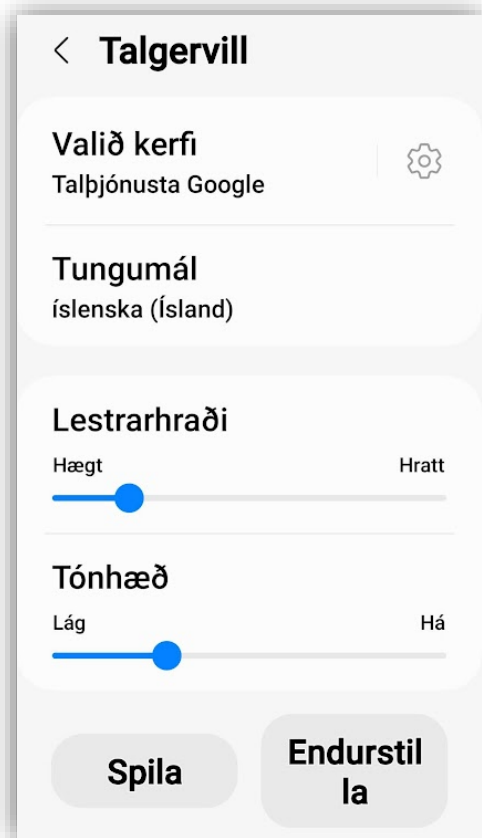 Talgervill
Valið kerfi
Talþjónusta Google
Tungumál
íslenska (Ísland)
Lestrarhraði
Hægt Hratt
Tónhæð
Lág Há
Spila
Endurstil
la